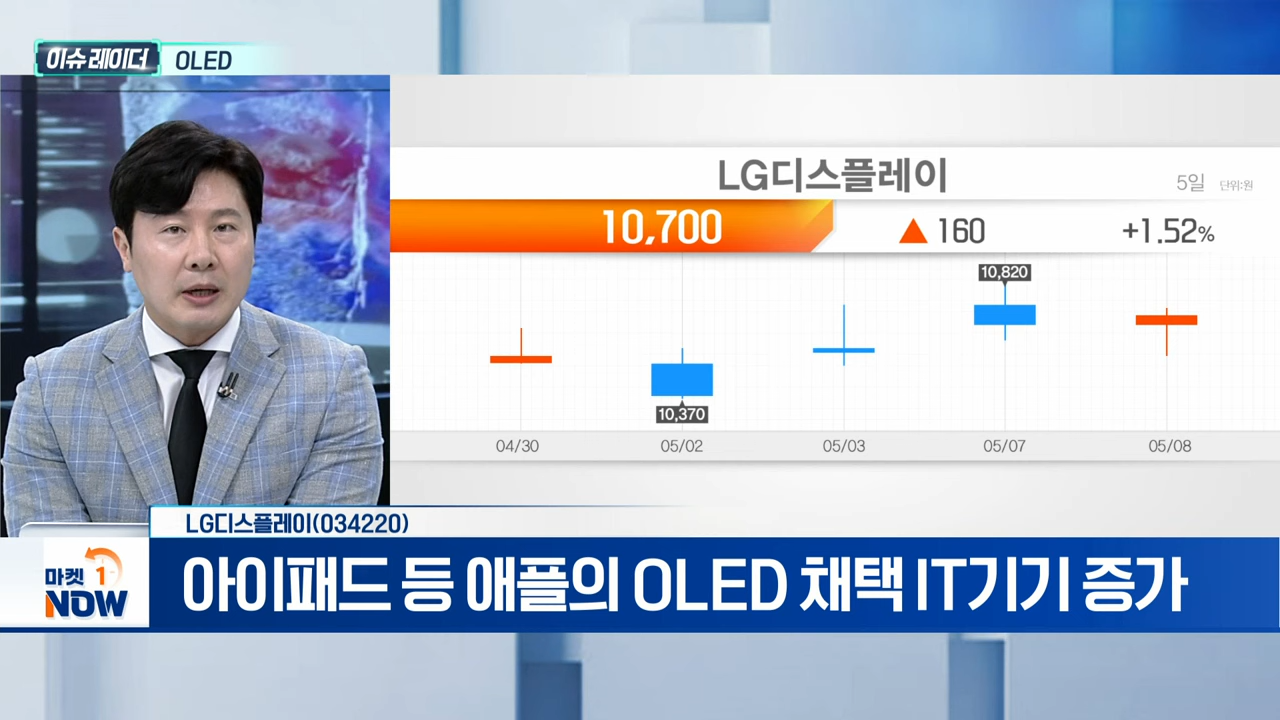 이슈 레이더 OLED
LG디스플레이
5일 단위:원
10,700 ▲ 160 +1.52%
10,820
10,370
04/30 05/02 05/03 05/07 05/08
LG디스플레이(034220)
마켓 1
NOW
아이패드 등 애플의 OLED 채택 IT기기 증가